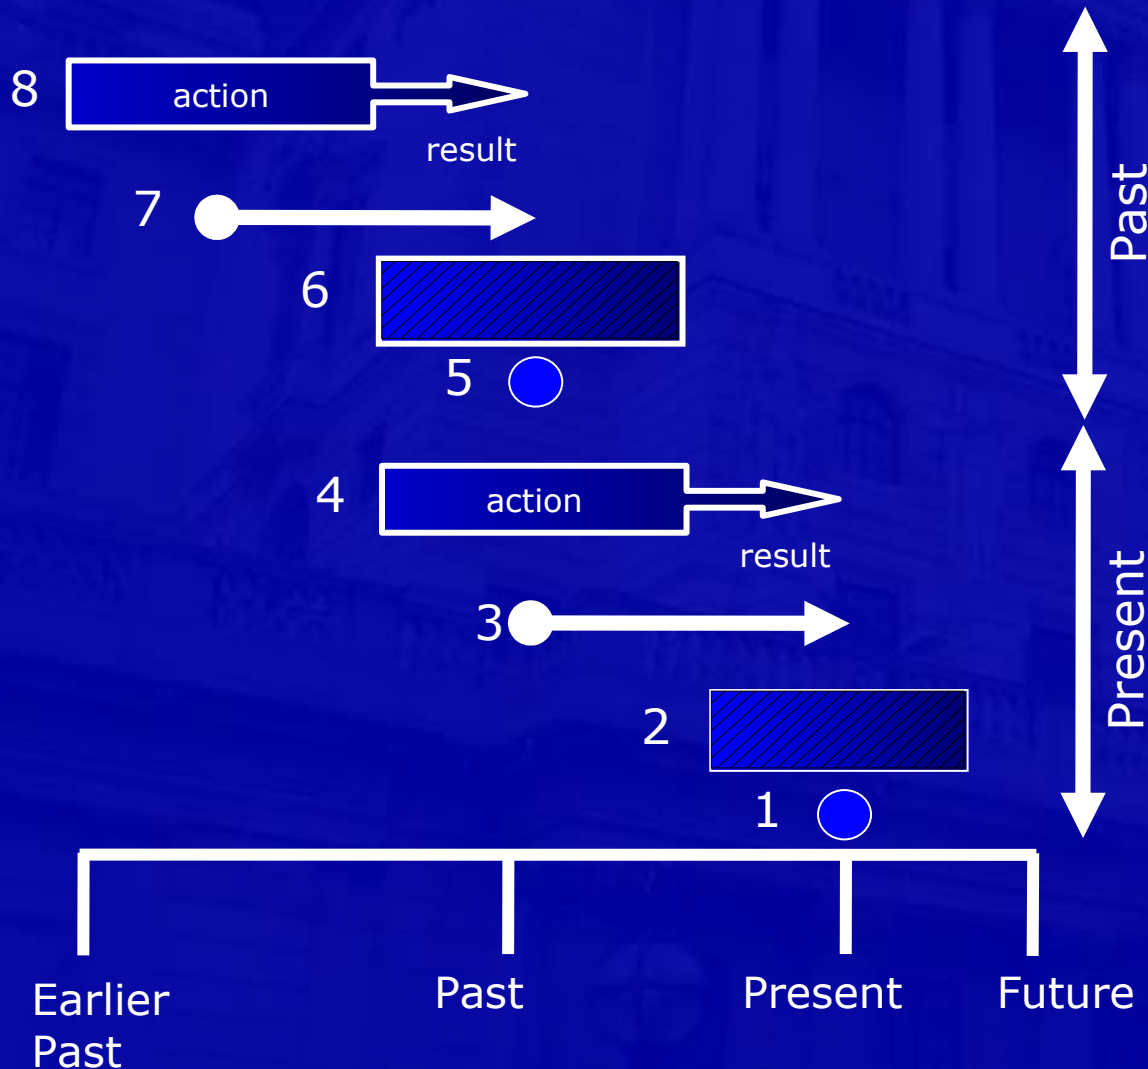 8
action
result
7
6
5
Past
4
action
result
3
Present
2
1
Earlier
Past
Past
Present
Future